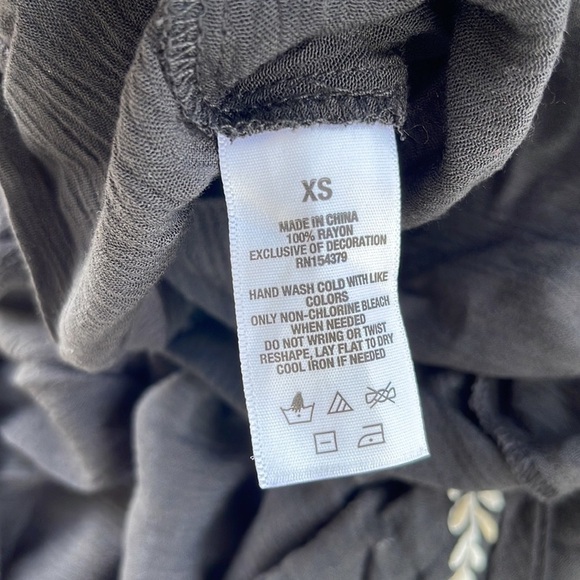 XS
MADE IN CHINA
100% RAYON
EXCLUSIVE OF DECORATION
RN154379
HAND WASH COLD WITH LIKE
COLORS
ONLY NON-CHLORINE BLEACH
WHEN NEEDED
DO NOT WRING OR TWIST
RESHAPE, LAY FLAT TO DRY
COOL IRON IF NEEDED